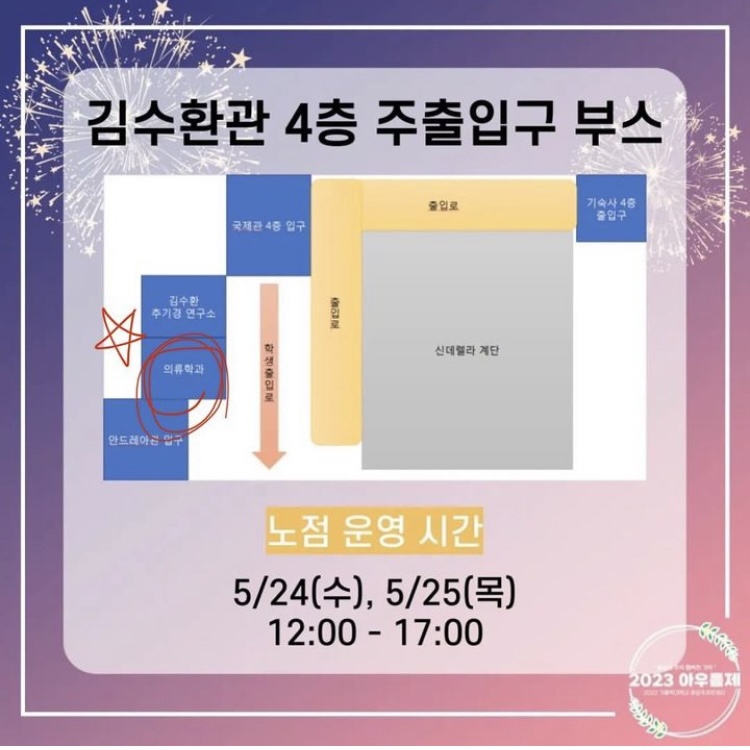 김수환관 4층 주출입구 부스
국제관 4층 입구
출입로
기숙사 4층
출입구
김수환
추기경 연구소
출입로
학생출입로
의류학과
신데렐라 계단
안드레아관 입구
노점 운영 시간
5/24(수), 5/25(목)
12:00 - 17:00
2023 아우름제